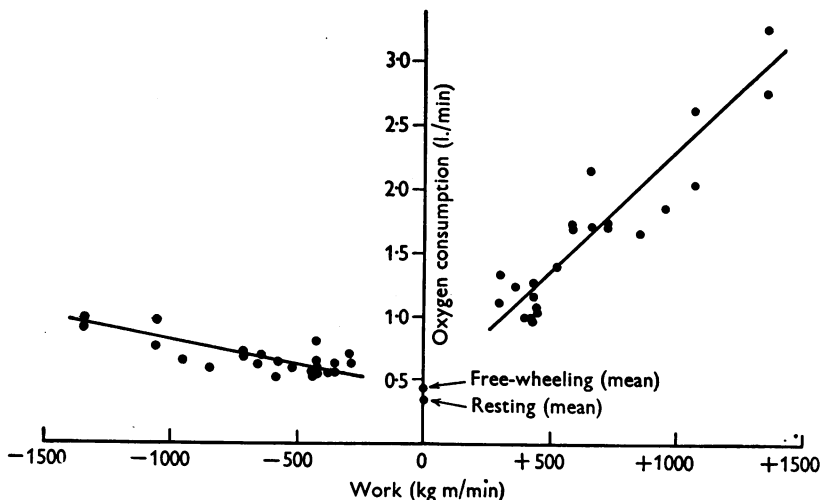 3·0
2·5
2·0
1·5
1·0
0·5
Oxygen consumption (l./min)
Free-wheeling (mean)
Resting (mean)
−1500 −1000 −500 0 +500 +1000 +1500
Work (kg m/min)